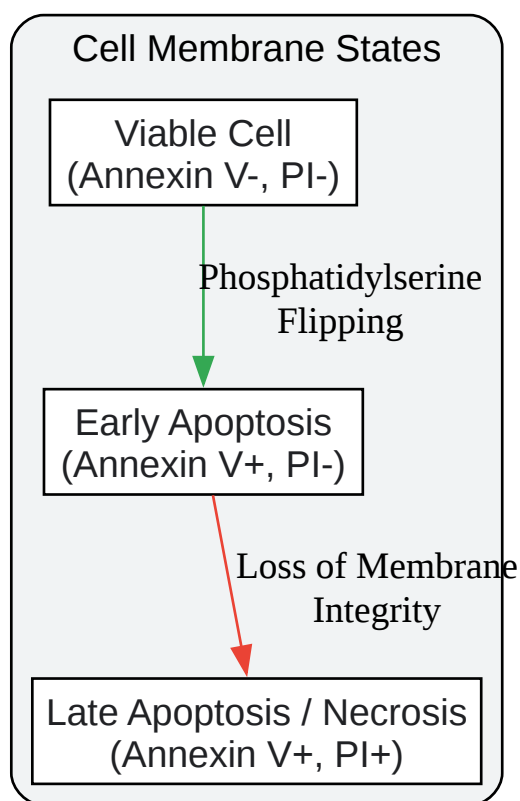 Cell Membrane States
Viable Cell
(Annexin V-, PI-)
Phosphatidylserine
Flipping
Early Apoptosis
(Annexin V+, PI-)
Loss of Membrane
Integrity
Late Apoptosis / Necrosis
(Annexin V+, PI+)